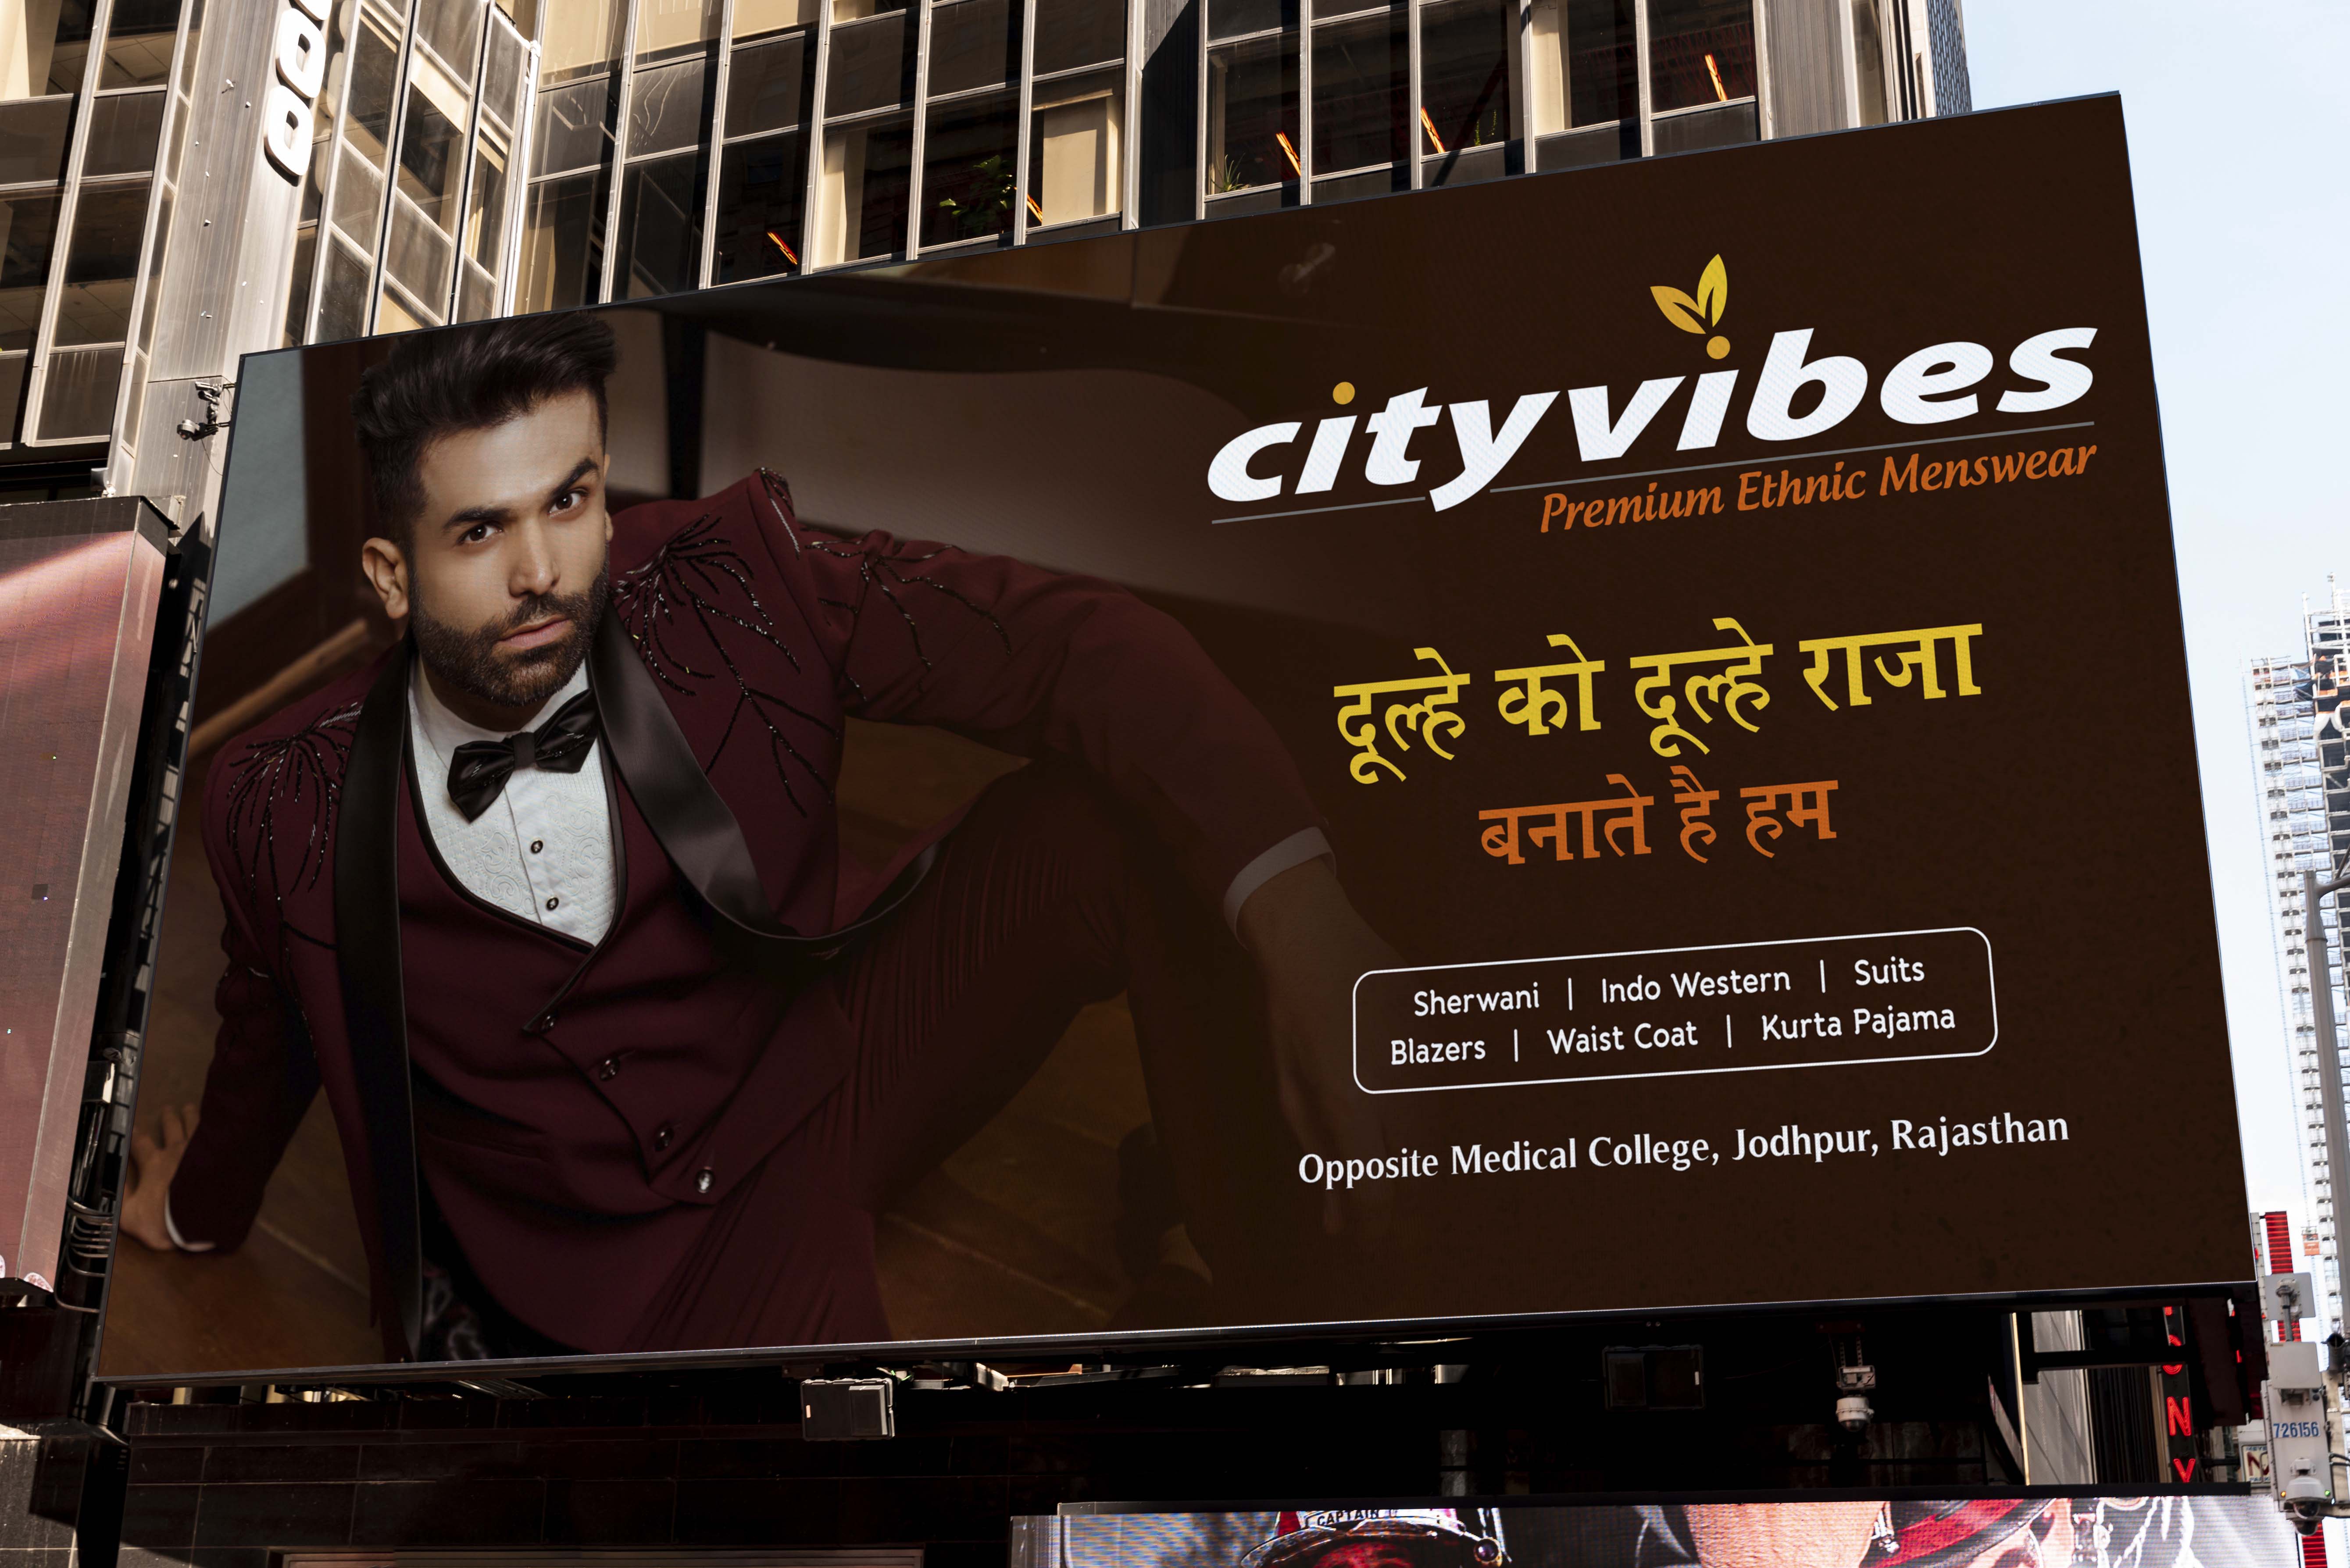 cityvibes
Premium Ethnic Menswear
दूल्हे को दूल्हे राजा
बनाते है हम
Sherwani | Indo Western | Suits
Blazers | Waist Coat | Kurta Pajama
Opposite Medical College, Jodhpur, Rajasthan
726156
CAPTAIN